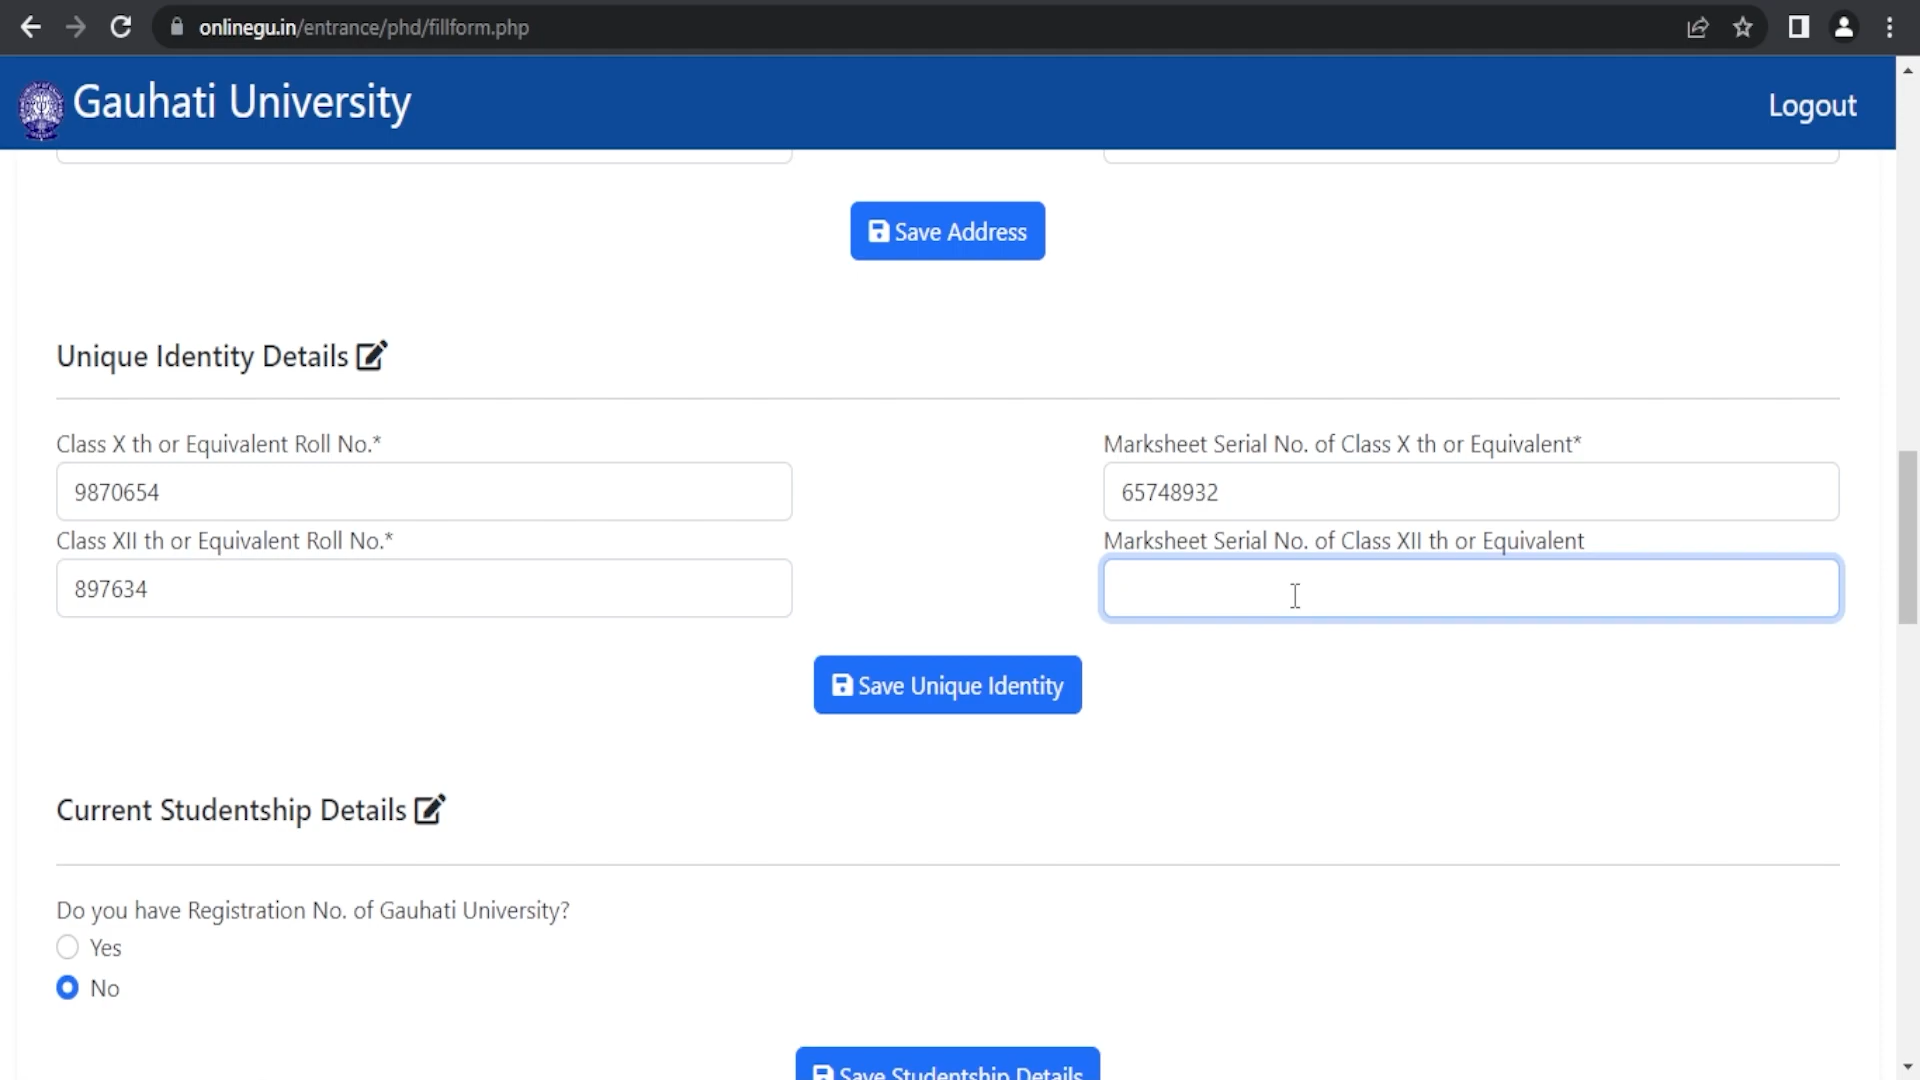 onlinegu.in/entrance/phd/fillform.php
Gauhati University
Logout
Save Address
Unique Identity Details
Class X th or Equivalent Roll No.*
Marksheet Serial No. of Class X th or Equivalent*
9870654
65748932
Class XII th or Equivalent Roll No.*
Marksheet Serial No. of Class XII th or Equivalent
897634
Save Unique Identity
Current Studentship Details
Do you have Registration No. of Gauhati University?
Yes
No
Save Studentship Details